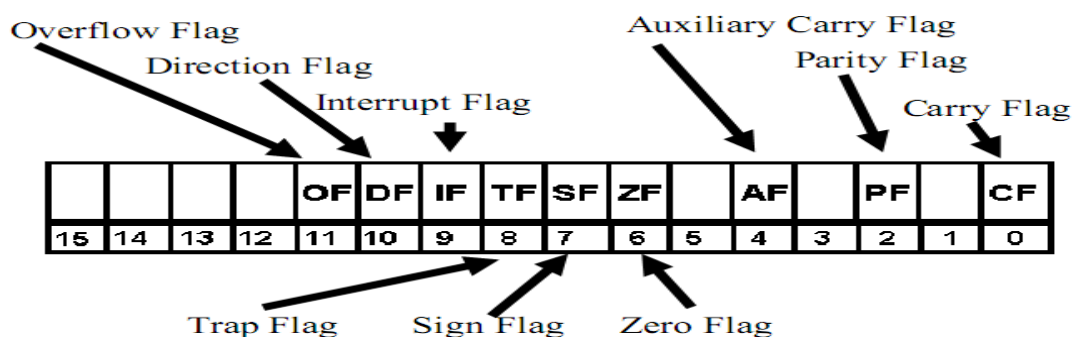 Overflow Flag
Auxiliary Carry Flag
Direction Flag
Parity Flag
Interrupt Flag
Carry Flag
OF DF IF TF SF ZF AF PF CF
15 14 13 12 11 10 9 8 7 6 5 4 3 2 1 0
Trap Flag
Sign Flag
Zero Flag